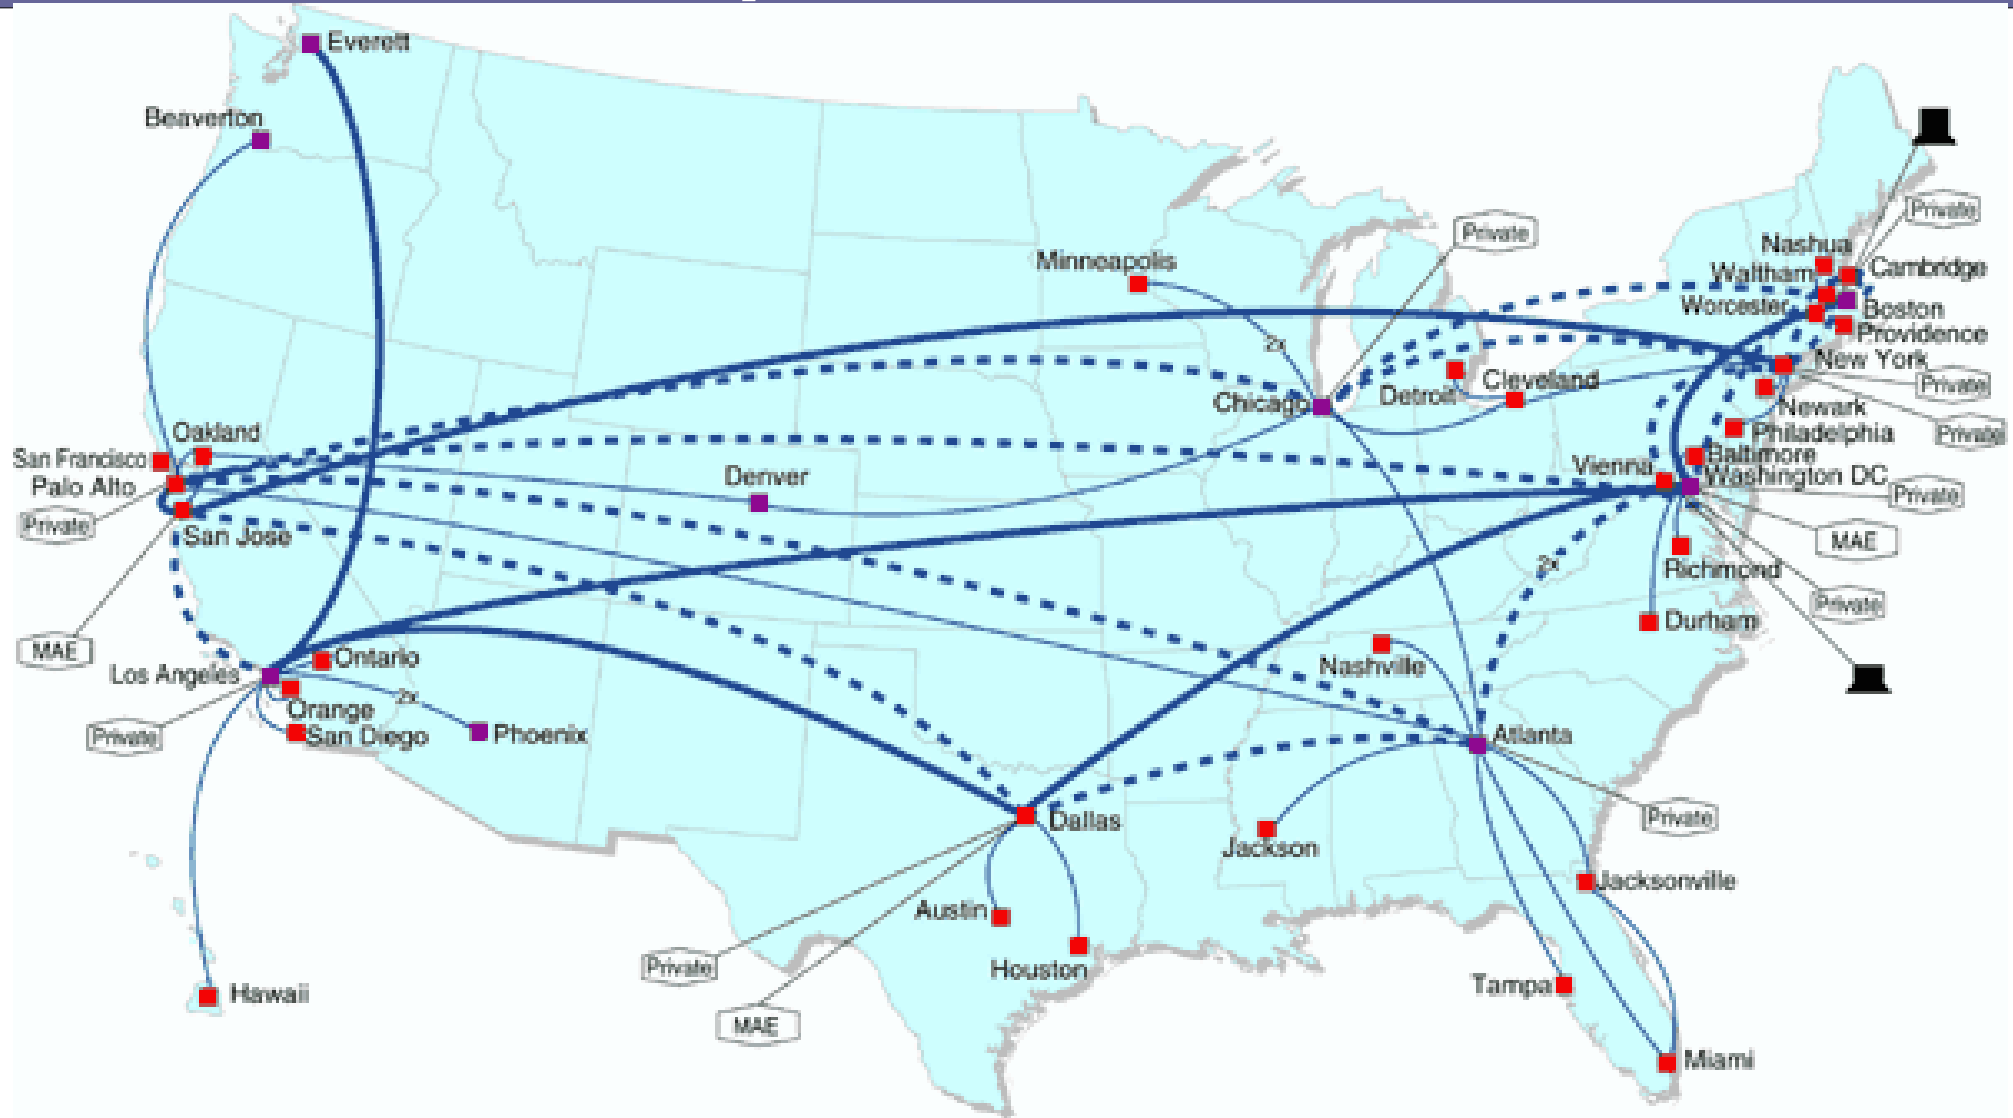 Everett
Beaverton
Private
Private
Nashua
Minneapolis
Waltham
Cambridge
Worcester
Boston
Providence
2x
New York
Detroit
Cleveland
Private
Chicago
Newark
Oakland
Philadelphia
Private
San Francisco
Baltimore
Vienna
Denver
Washington DC
Palo Alto
Private
Private
San Jose
MAE
2x
Richmond
Private
Durham
MAE
Ontario
Nashville
Los Angeles
2x
Orange
Private
San Diego
Phoenix
Atlanta
Dallas
Private
Jackson
Jacksonville
Austin
Private
Houston
Tampa
Hawaii
MAE
Miami